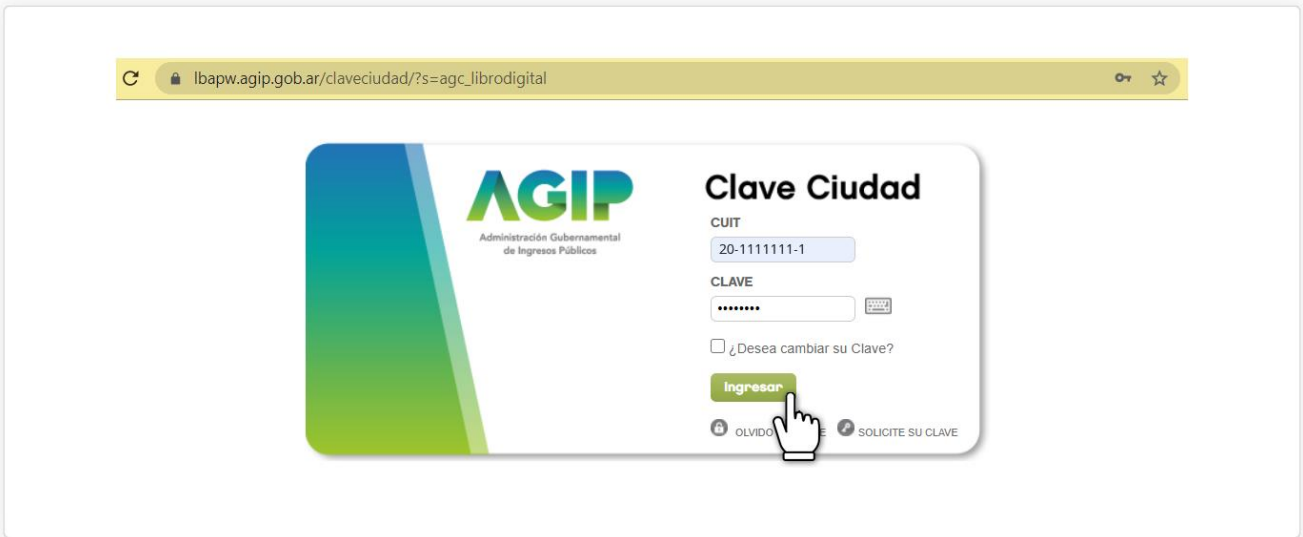 lbapw.agip.gob.ar/claveciudad/?s=agc_librodigital
AGIP
Administración Gubernamental
de Ingresos Públicos
Clave Ciudad
CUIT
20-1111111-1
CLAVE
••••••••
¿Desea cambiar su Clave?
Ingresar
OLVIDO
SOLICITE SU CLAVE